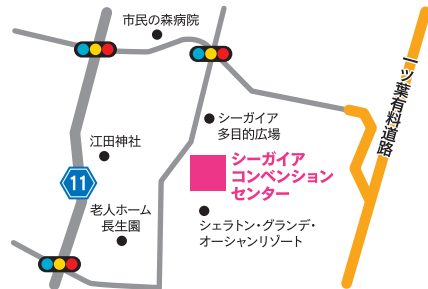 市民の森病院
シーガイア
多目的広場
一ツ葉有料道路
江田神社
シーガイア
コンベンション
センター
11
老人ホーム
長生園
シェラトン・グランデ・
オーシャンリゾート